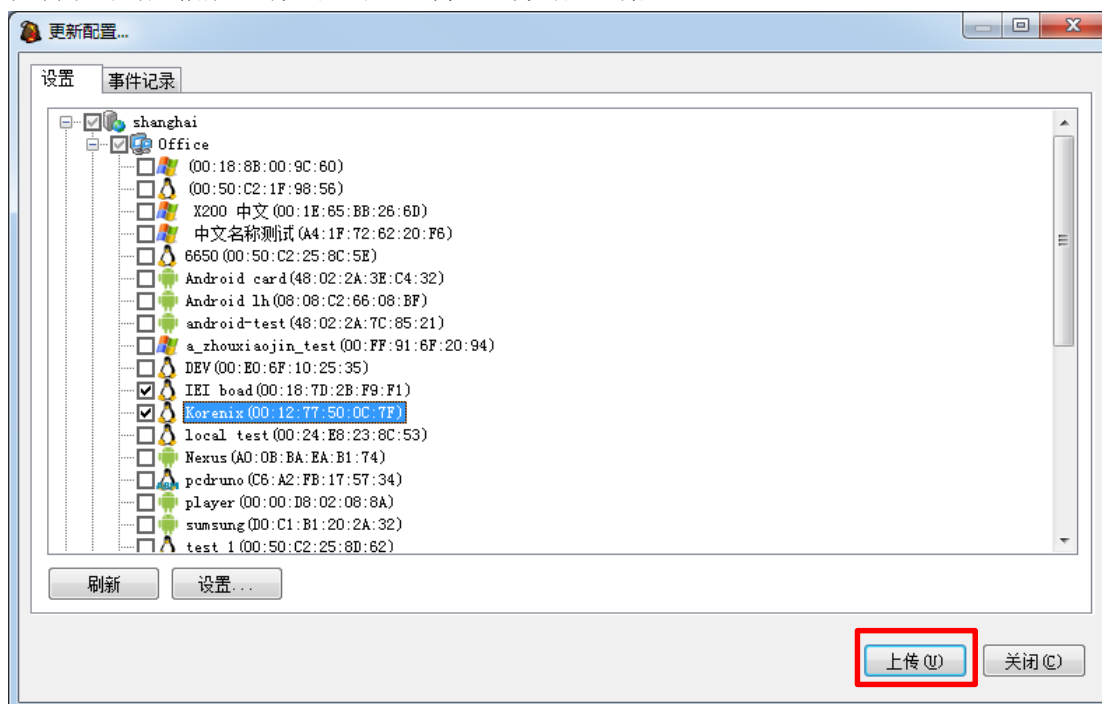 更新配置...
设置 事件记录
shanghai
Office
(00:18:8B:00:9C:60)
(00:50:C2:1F:98:56)
X200 中文(00:1E:65:BB:26:6D)
中文名称测试(A4:1F:72:62:20:F6)
6650(00:50:C2:25:8C:5E)
Android card(48:02:2A:3E:C4:32)
Android lh(08:08:C2:66:08:BF)
android-test(48:02:2A:7C:85:21)
a_zhouxiaojin_test(00:FF:91:6F:20:94)
DEV(00:E0:6F:10:25:35)
IEI boad(00:18:7D:2B:F9:F1)
Korenix(00:12:77:50:0C:7F)
local test(00:24:E8:23:8C:53)
Nexus(A0:0B:BA:EA:B1:74)
pcdruno(C6:A2:FB:17:57:34)
player(00:00:D8:02:08:8A)
sumsung(D0:C1:B1:20:2A:32)
test 1(00:50:C2:25:8D:62)
刷新 设置...
上传(U) 关闭(C)